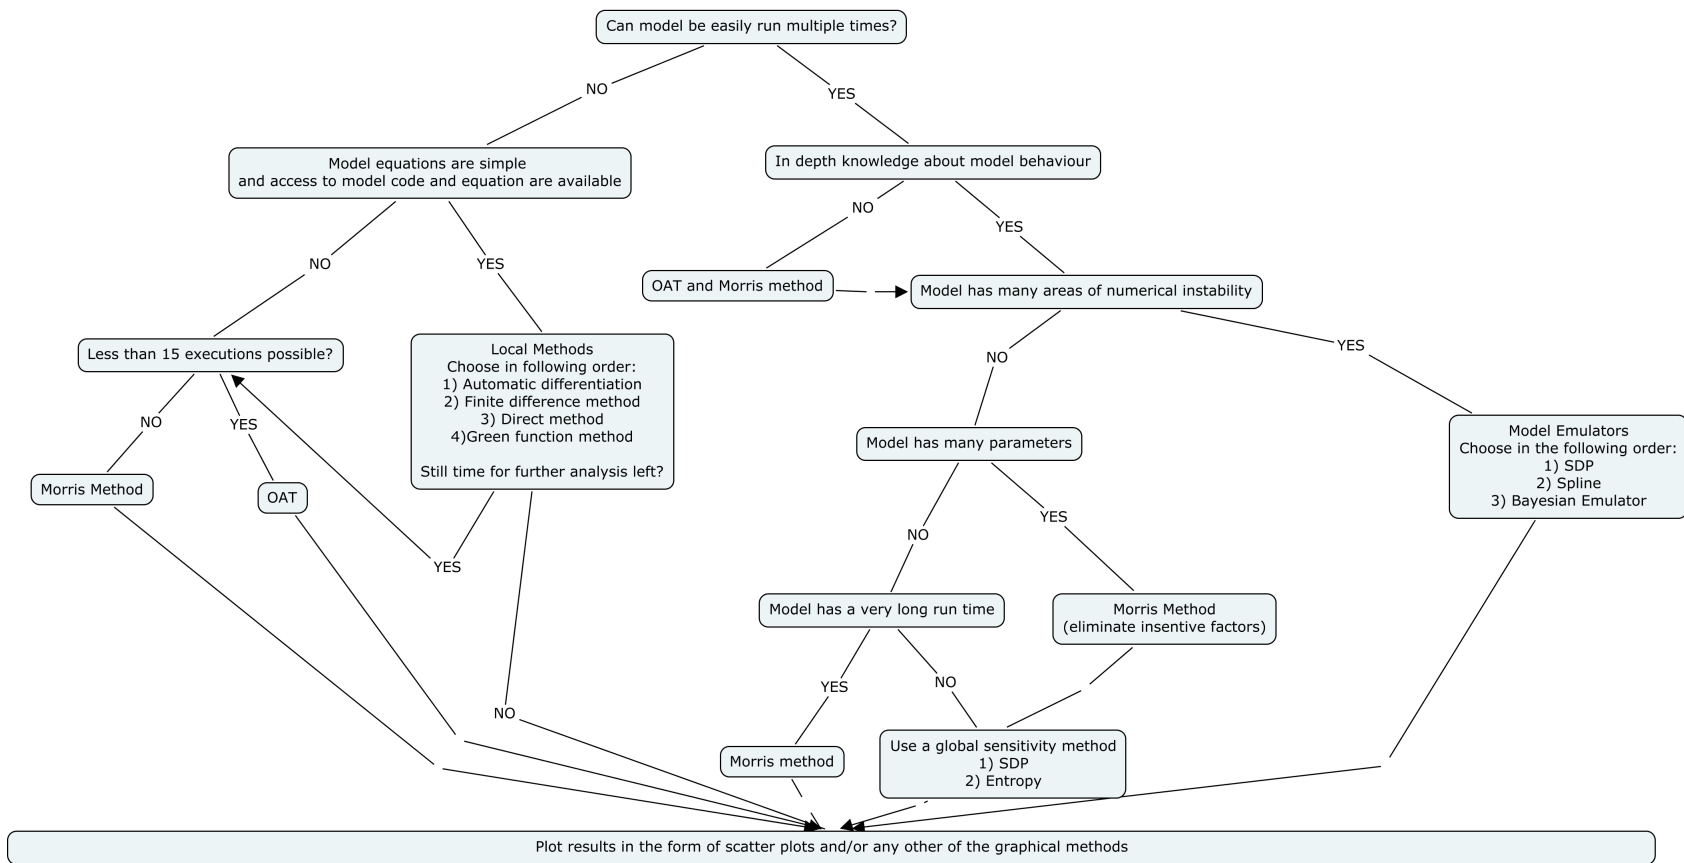 Can model be easily run multiple times?
NO
YES
Model equations are simple
and access to model code and equation are available
In depth knowledge about model behaviour
NO
YES
NO
YES
OAT and Morris method
Model has many areas of numerical instability
Less than 15 executions possible?
Local Methods
Choose in following order:
1) Automatic differentiation
2) Finite difference method
3) Direct method
4)Green function method
Still time for further analysis left?
NO
YES
NO
YES
Model has many parameters
Model Emulators
Choose in the following order:
1) SDP
2) Spline
3) Bayesian Emulator
Morris Method
OAT
YES
NO
NO
YES
Model has a very long run time
Morris Method
(eliminate insentive factors)
YES
NO
Morris method
Use a global sensitivity method
1) SDP
2) Entropy
Plot results in the form of scatter plots and/or any other of the graphical methods